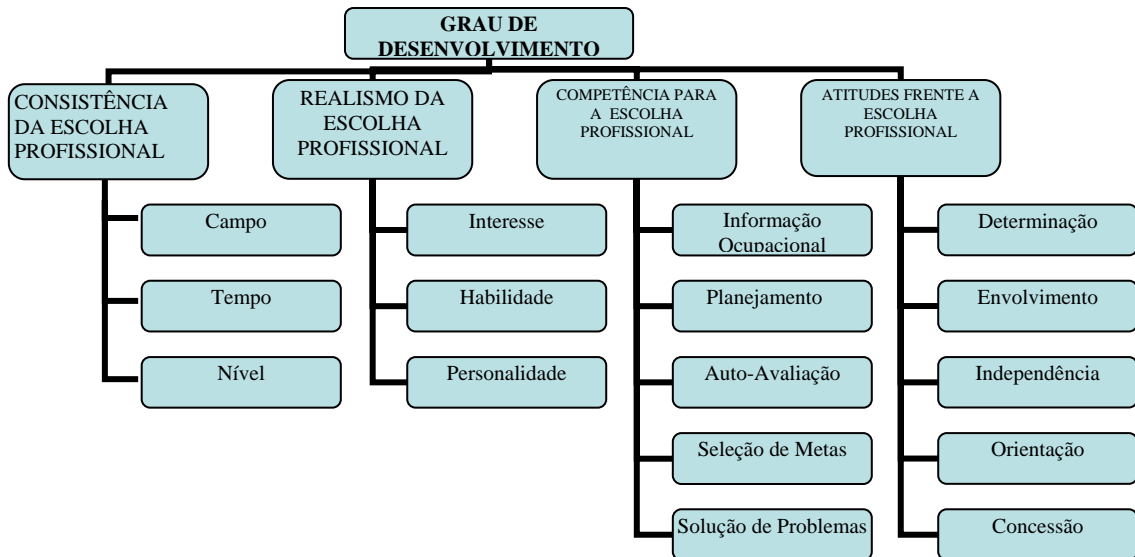 GRAU DE
DESENVOLVIMENTO
CONSISTÊNCIA
DA ESCOLHA
PROFISSIONAL
Campo
Tempo
Nível
REALISMO DA
ESCOLHA
PROFISSIONAL
Interesse
Habilidade
Personalidade
COMPETÊNCIA PARA
A ESCOLHA
PROFISSIONAL
Informação
Ocupacional
Planejamento
Auto-Avaliação
Seleção de Metas
Solução de Problemas
ATITUDES FRENTE A
ESCOLHA
PROFISSIONAL
Determinação
Envolvimento
Independência
Orientação
Concessão